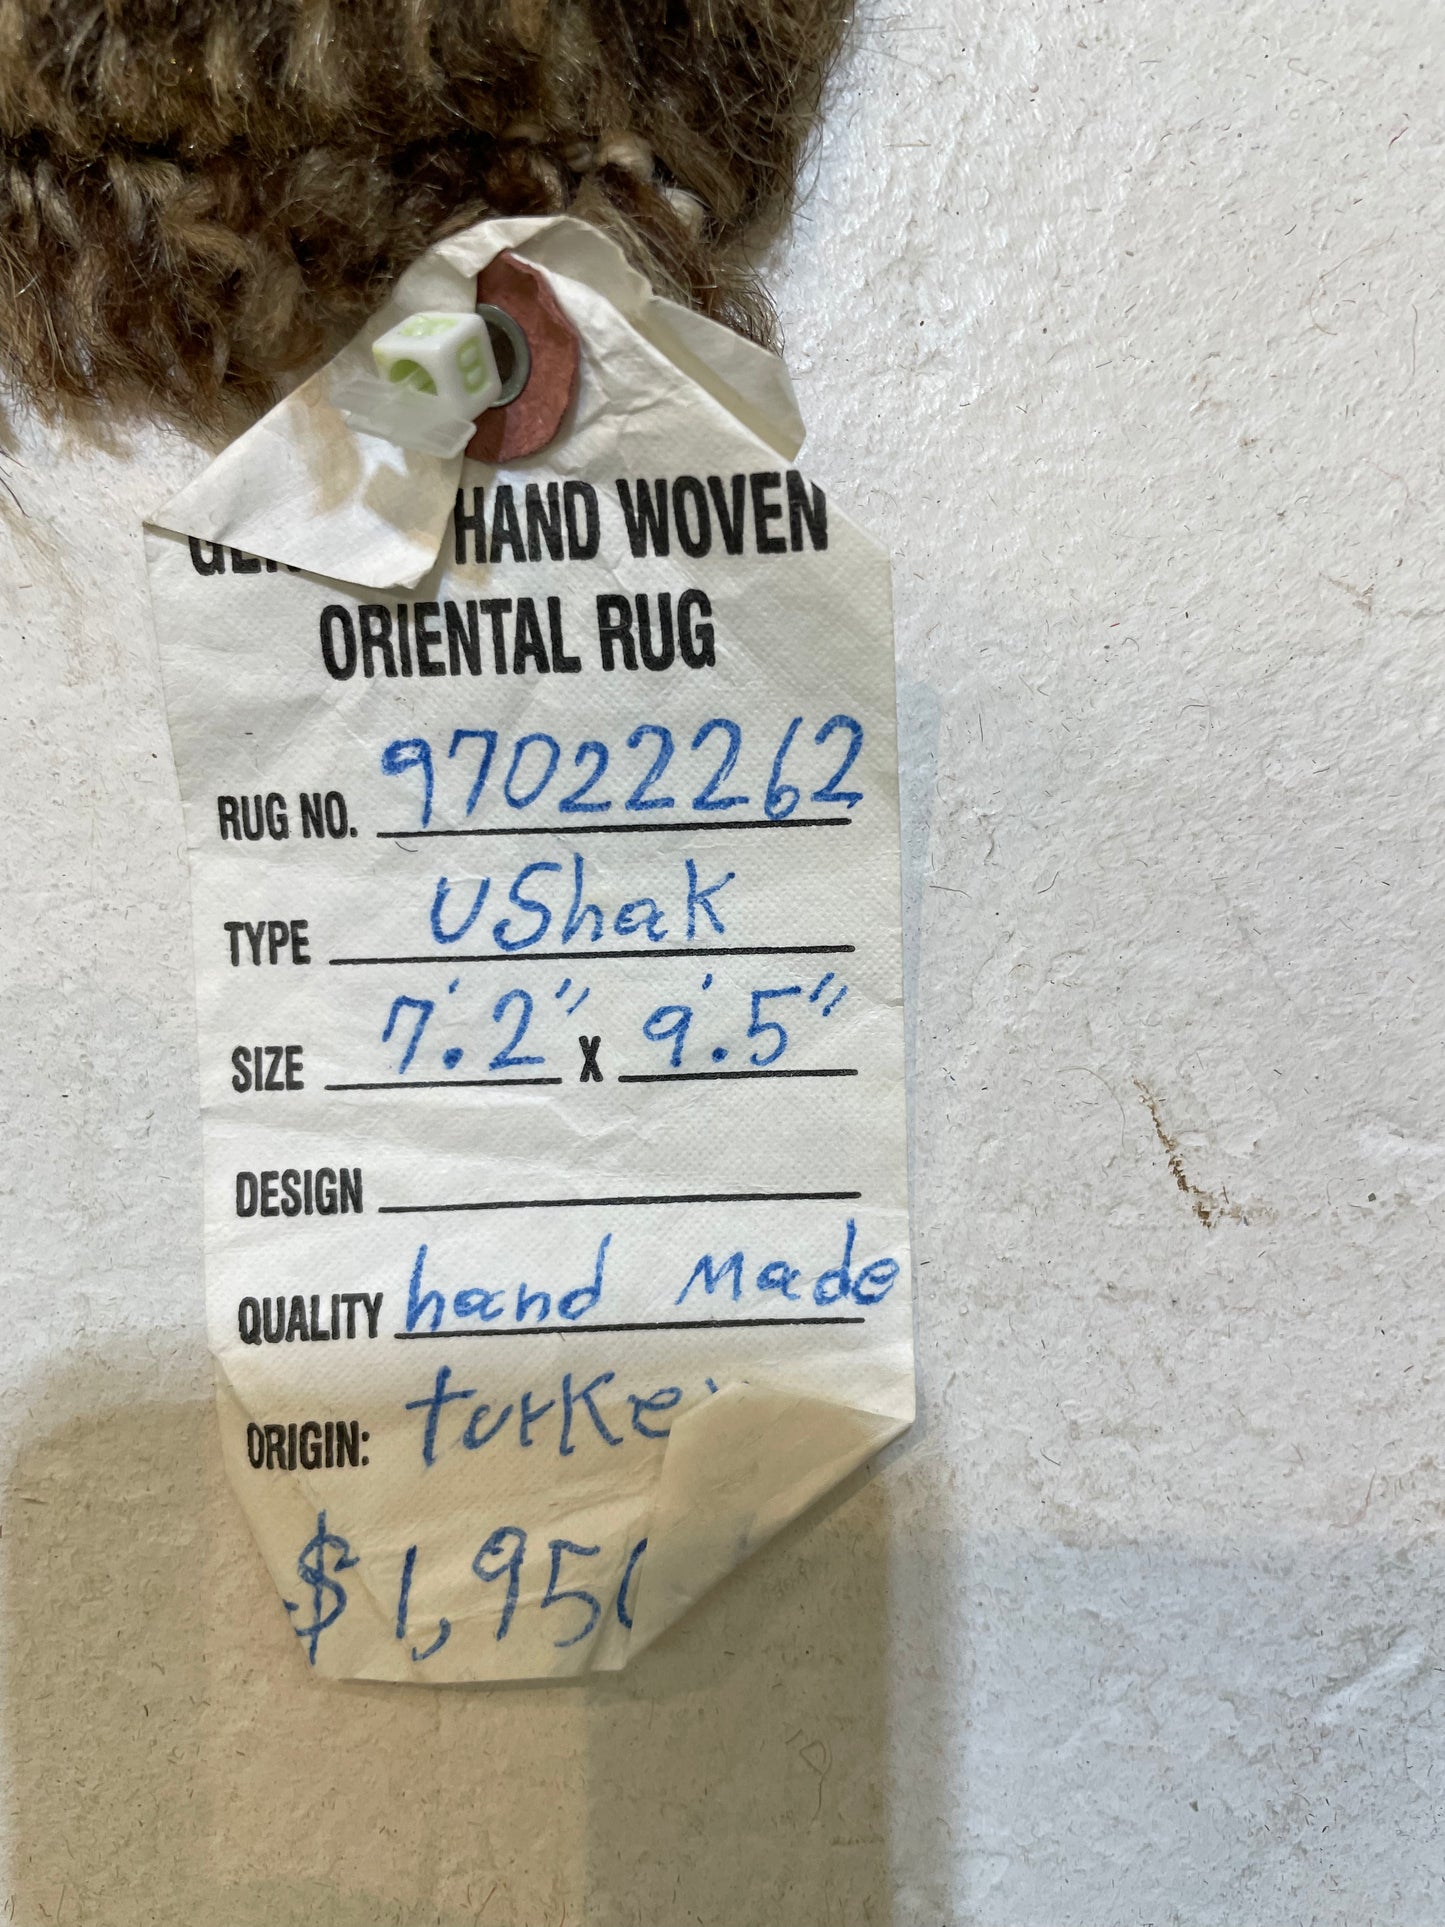 HAND WOVEN
ORIENTAL RUG
RUG NO. 97022262
TYPE UShak
SIZE 7'.2" X 9'.5"
DESIGN
QUALITY hand Made
ORIGIN: